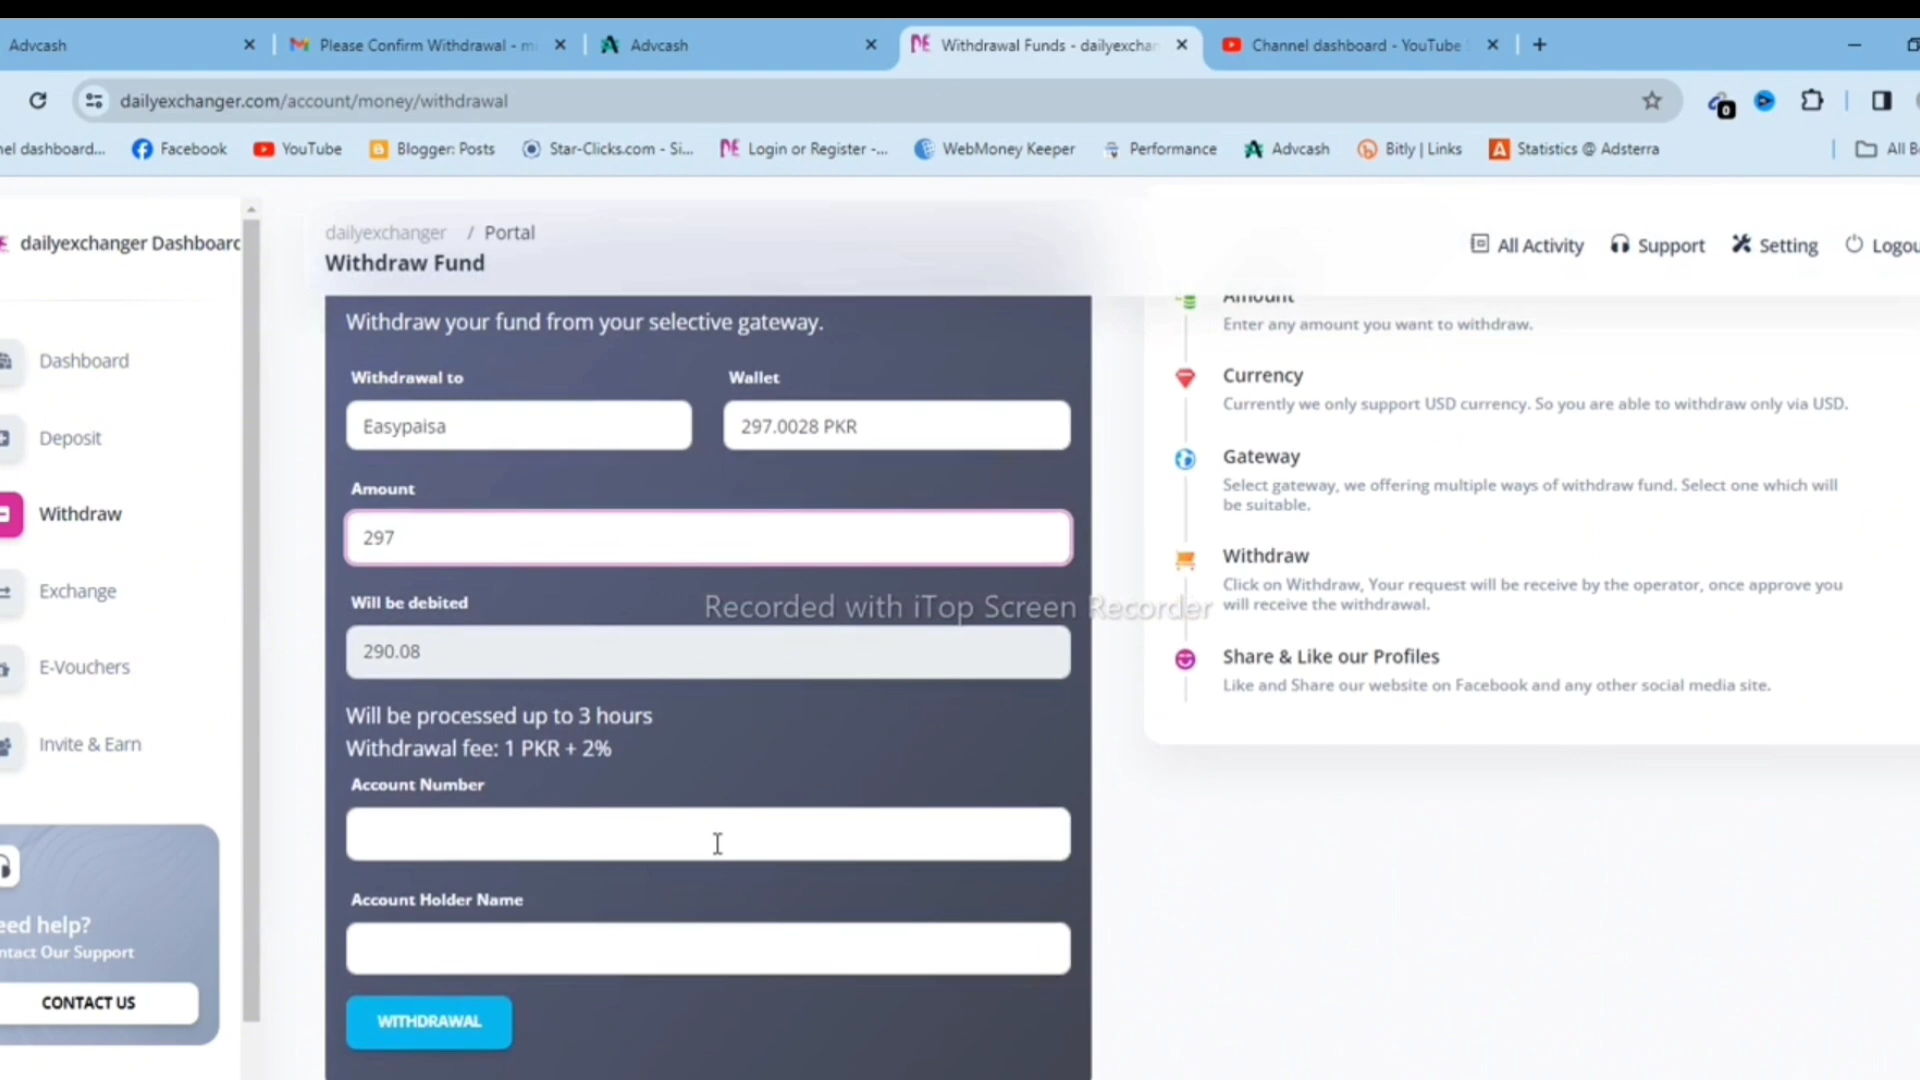 Advcash
Please Confirm Withdrawal - m
Advcash
Withdrawal Funds - dailyexchan
Channel dashboard - YouTube
dailyexchanger.com/account/money/withdrawal
0
nel dashboard...
Facebook
YouTube
Blogger: Posts
Star-Clicks.com - Si...
Login or Register -...
WebMoney Keeper
Performance
Advcash
Bitly | Links
Statistics @ Adsterra
All B
dailyexchanger Dashboard
dailyexchanger / Portal
Withdraw Fund
All Activity
Support
Setting
Logou
Dashboard
Deposit
Withdraw
Exchange
E-Vouchers
Invite & Earn
eed help?
ntact Our Support
CONTACT US
Withdraw your fund from your selective gateway.
Withdrawal to
Wallet
Easypaisa
297.0028 PKR
Amount
297
Will be debited
290.08
Will be processed up to 3 hours
Withdrawal fee: 1 PKR + 2%
Account Number
Account Holder Name
WITHDRAWAL
Recorded with iTop Screen Recorder
Amount
Enter any amount you want to withdraw.
Currency
Currently we only support USD currency. So you are able to withdraw only via USD.
Gateway
Select gateway, we offering multiple ways of withdraw fund. Select one which will
be suitable.
Withdraw
Click on Withdraw, Your request will be receive by the operator, once approve you
will receive the withdrawal.
Share & Like our Profiles
Like and Share our website on Facebook and any other social media site.